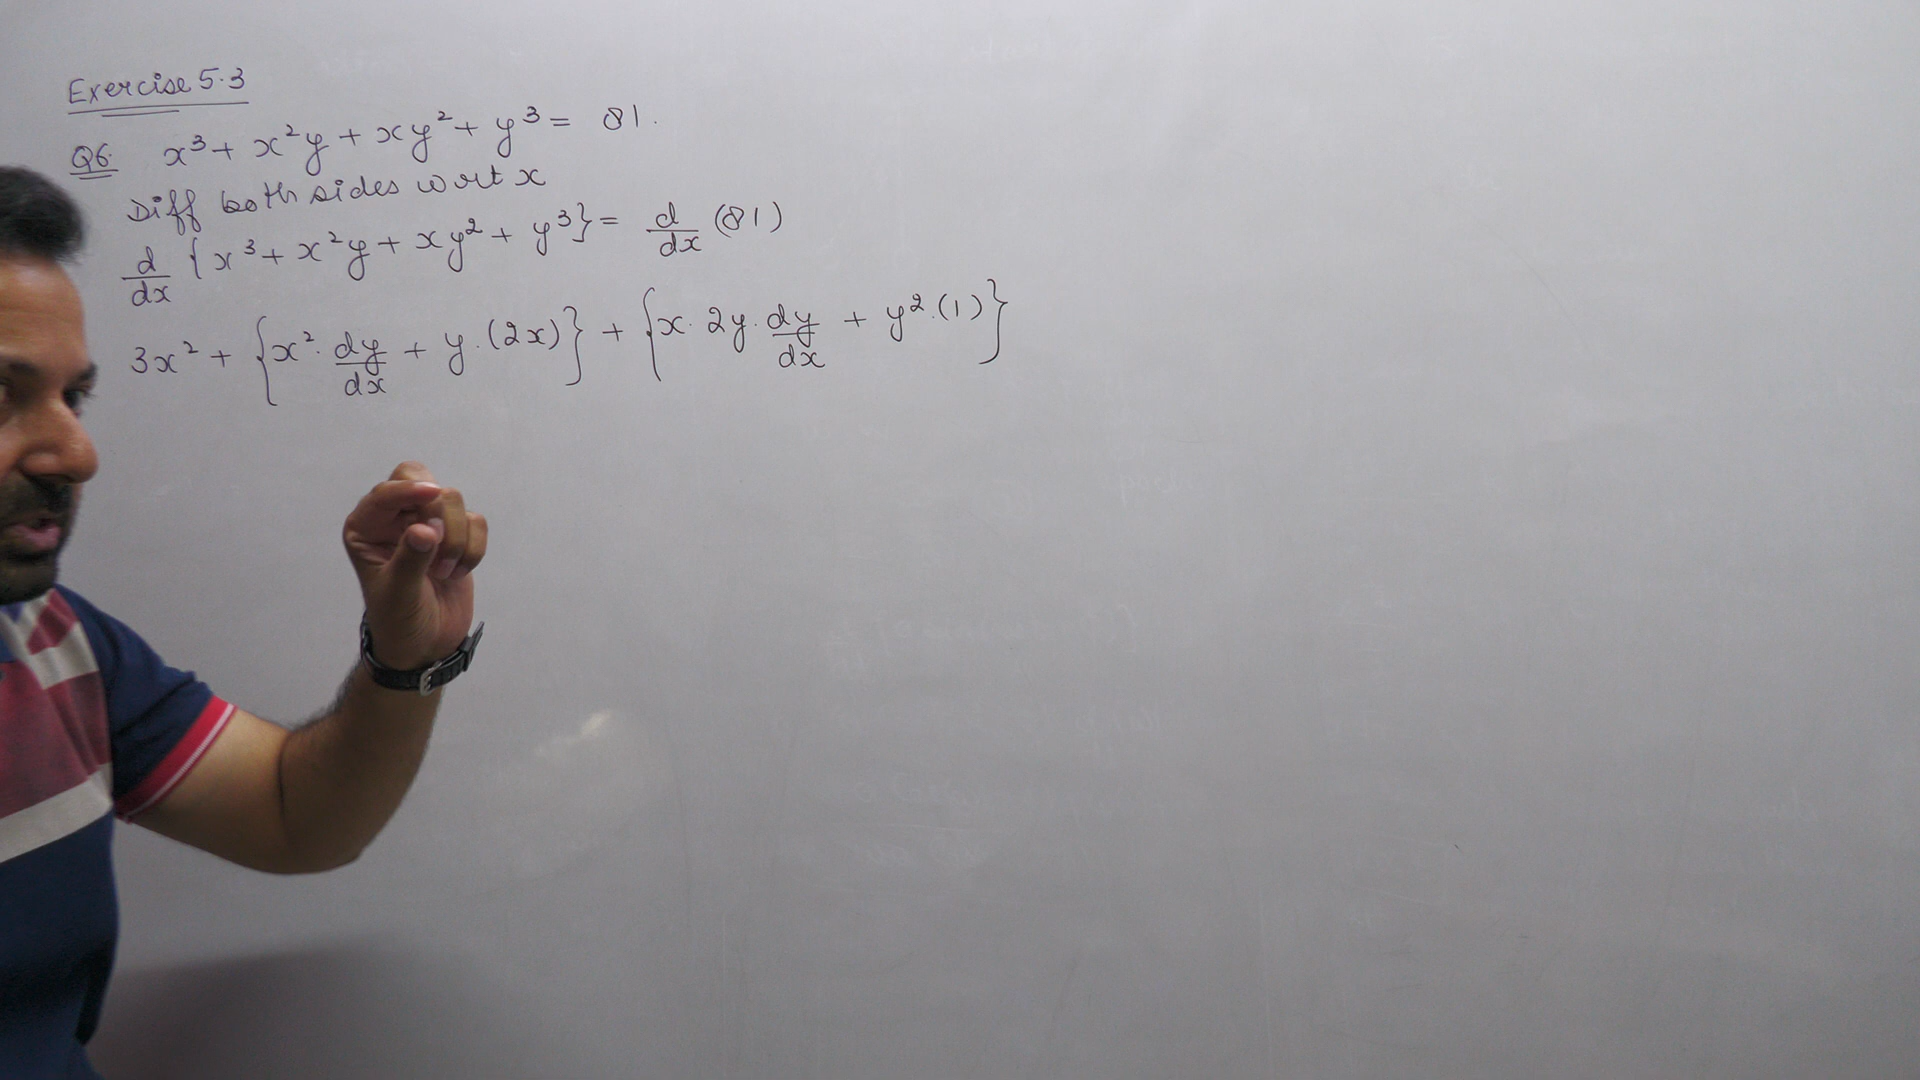 Exercise 5.3
Q6. x³ + x²y + xy² + y³ = 81.
Diff both sides wrt x
d/dx {x³ + x²y + xy² + y³} = d/dx (81)
3x² + {x² · dy/dx + y · (2x)} + {x · 2y · dy/dx + y² · (1)}